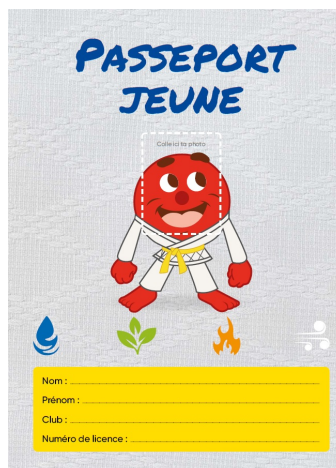 PASSEPORT
JEUNE
Colle ici ta photo
Nom :
Prénom :
Club :
Numéro de licence :